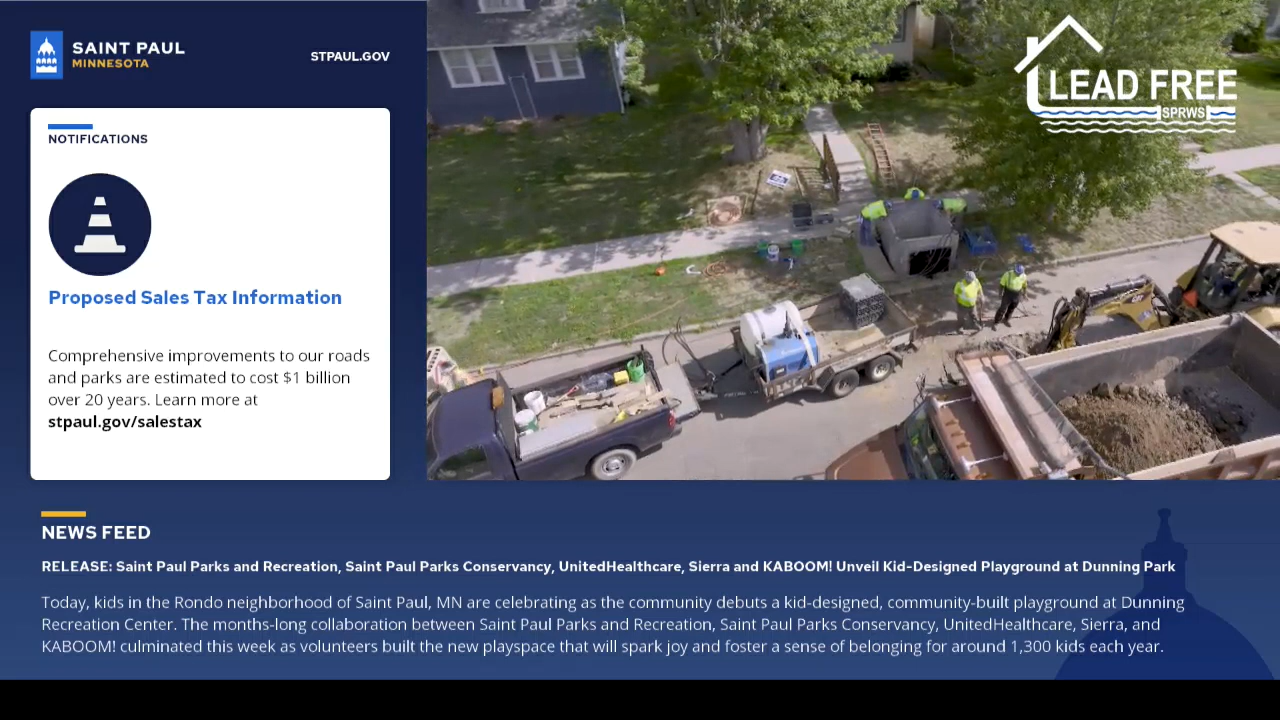 SAINT PAUL
MINNESOTA
STPAUL.GOV
NOTIFICATIONS
Proposed Sales Tax Information
Comprehensive improvements to our roads
and parks are estimated to cost $1 billion
over 20 years. Learn more at
stpaul.gov/salestax
LEAD FREE
SPRWS
NEWS FEED
RELEASE: Saint Paul Parks and Recreation, Saint Paul Parks Conservancy, UnitedHealthcare, Sierra and KABOOM! Unveil Kid-Designed Playground at Dunning Park
Today, kids in the Rondo neighborhood of Saint Paul, MN are celebrating as the community debuts a kid-designed, community-built playground at Dunning
Recreation Center. The months-long collaboration between Saint Paul Parks and Recreation, Saint Paul Parks Conservancy, UnitedHealthcare, Sierra, and
KABOOM! culminated this week as volunteers built the new playspace that will spark joy and foster a sense of belonging for around 1,300 kids each year.